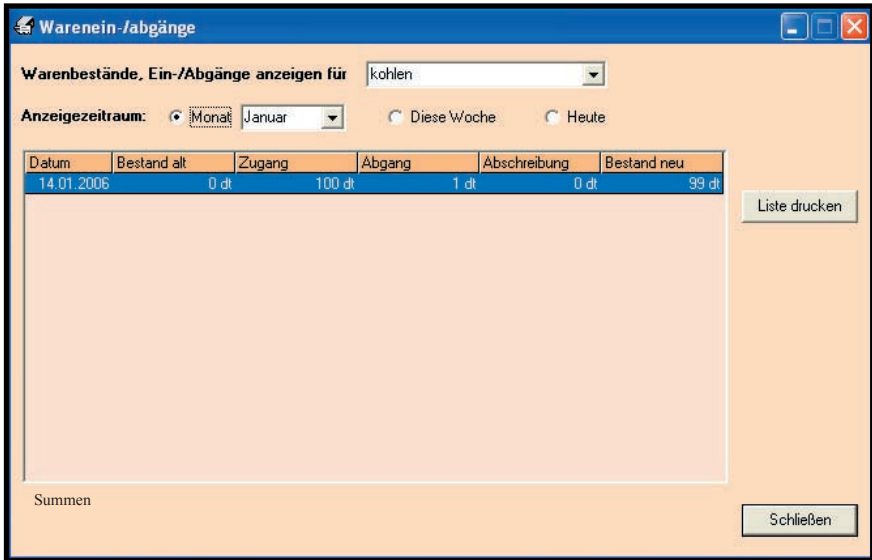 Warenein-/abgänge
Warenbestände, Ein-/Abgänge anzeigen für kohlen
Anzeigezeitraum: Monat Januar Diese Woche Heute
Datum Bestand alt Zugang Abgang Abschreibung Bestand neu
14.01.2006 0 dt 100 dt 1 dt 0 dt 99 dt
Liste drucken
Summen
Schließen